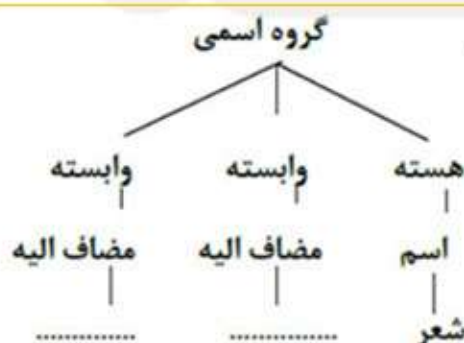 گروه اسمی
هسته وابسته وابسته
اسم مضاف الیه مضاف الیه
شعر .............. .............